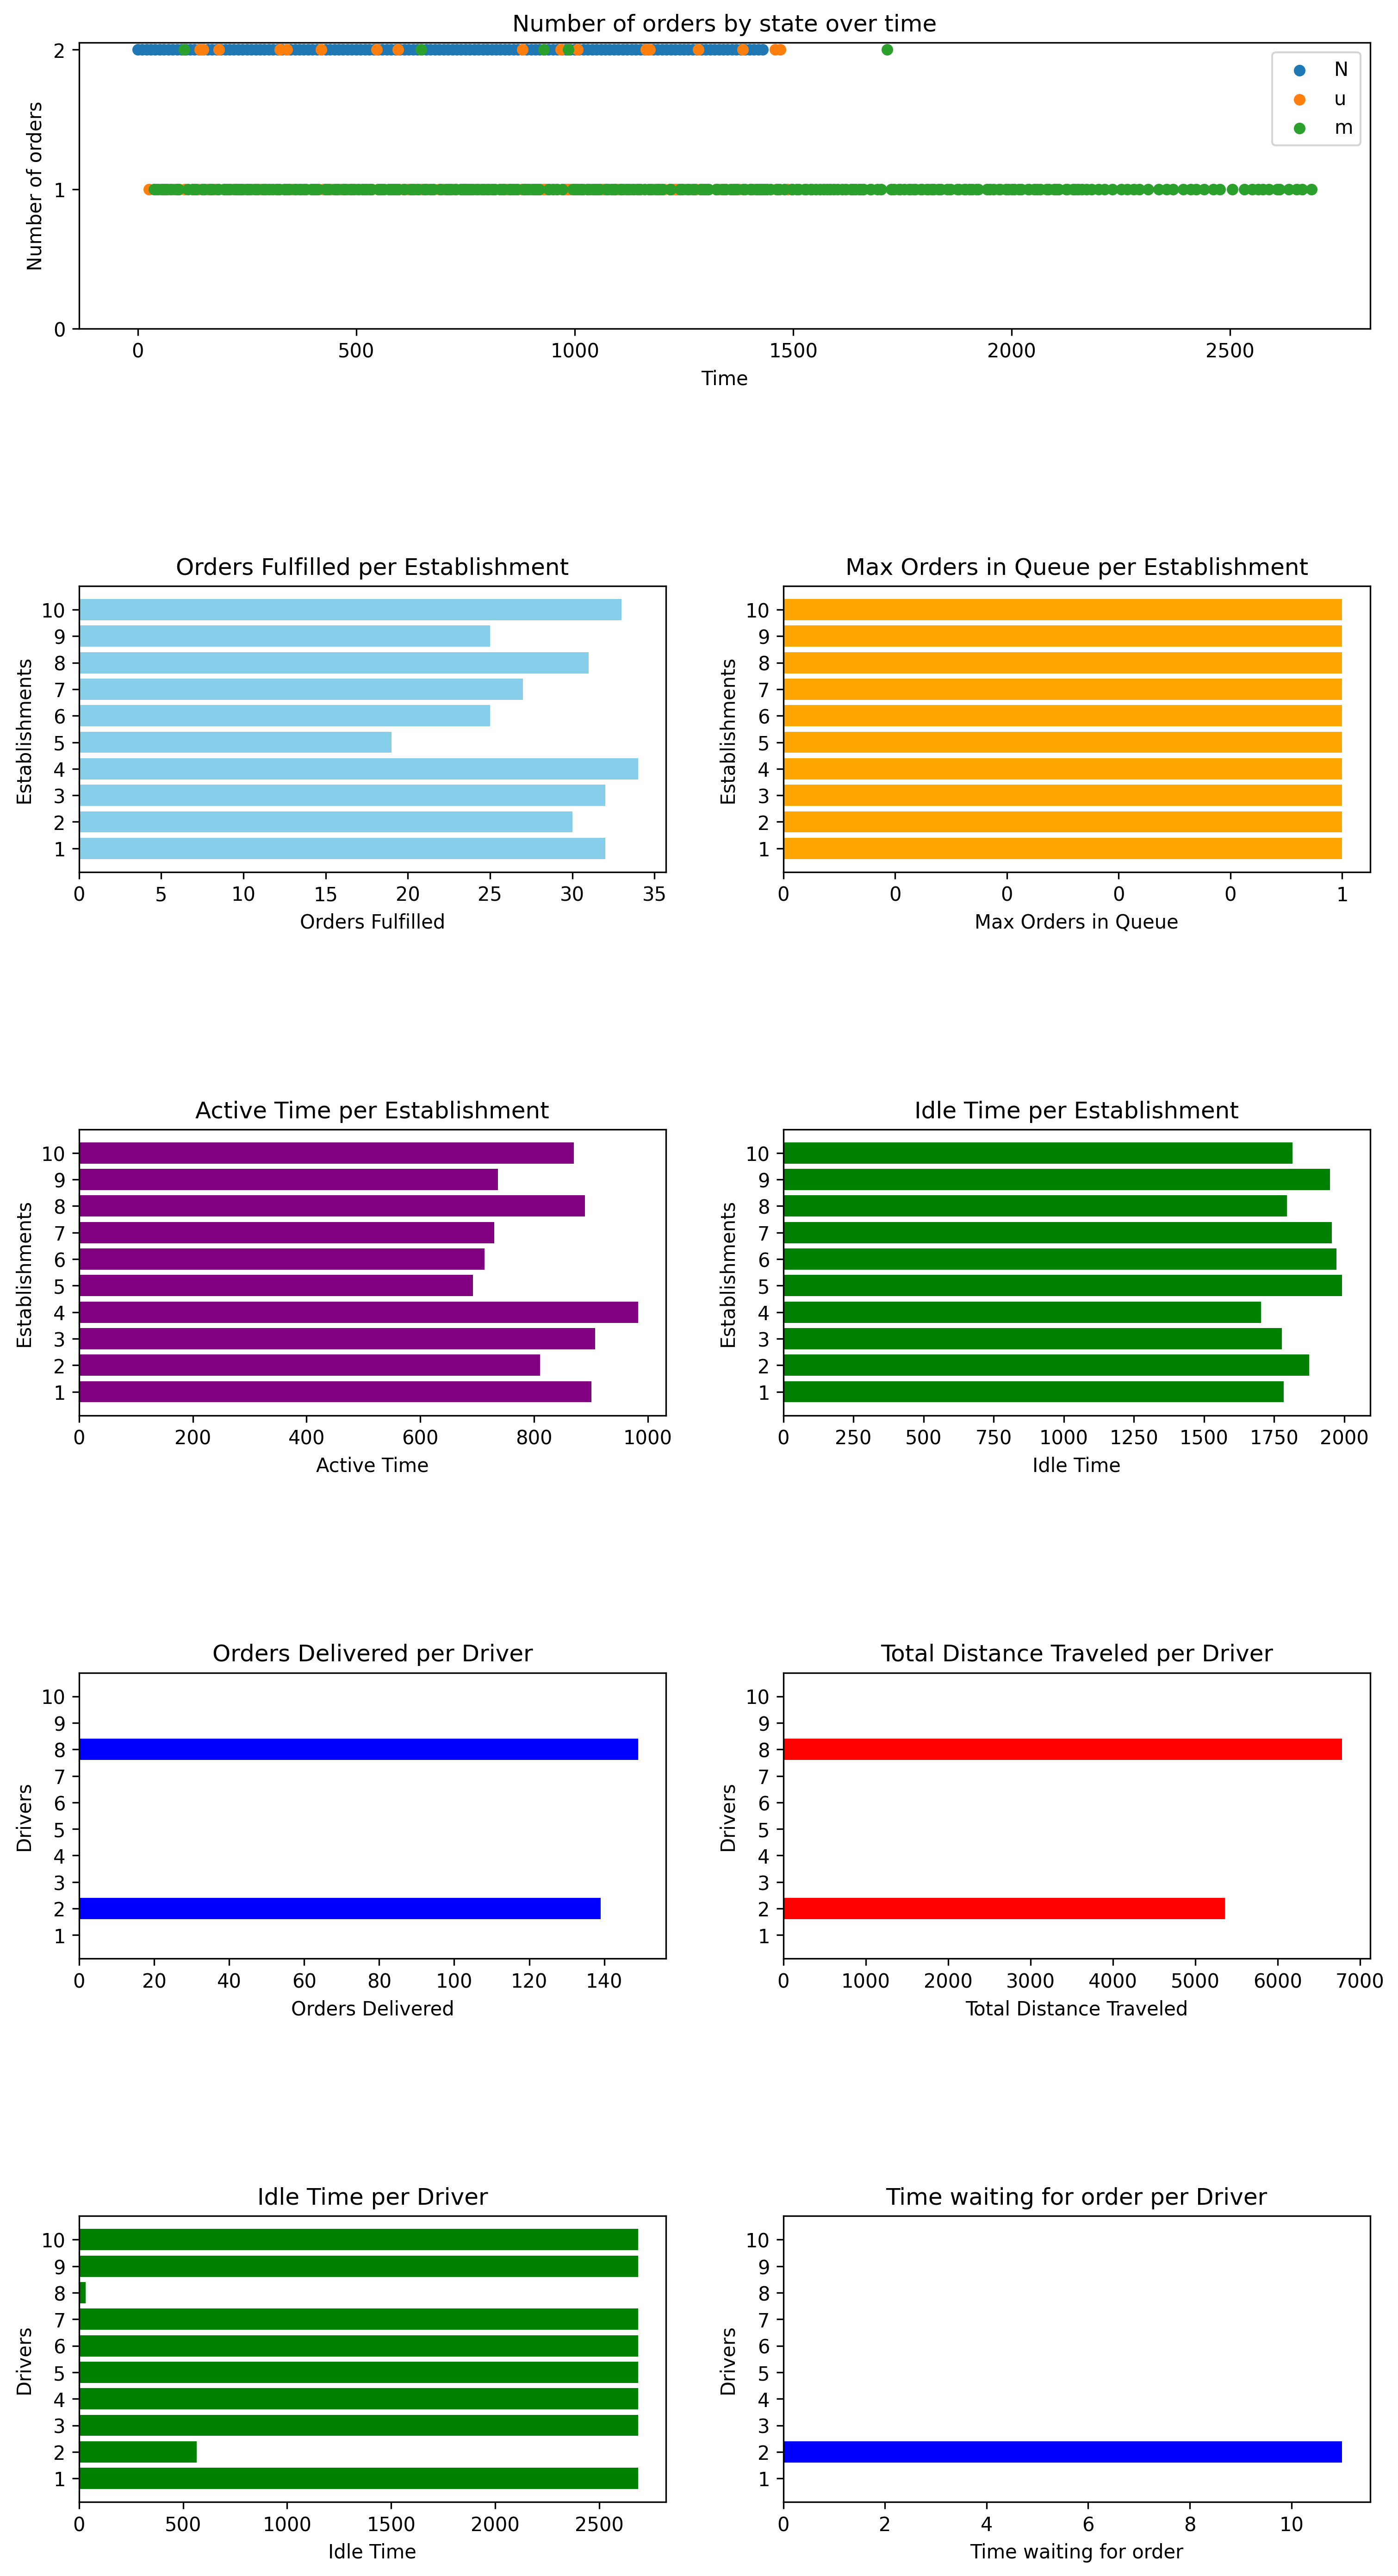 Number of orders by state over time
Number of orders
2
1
0
N
u
m
0 500 1000 1500 2000 2500
Time
Orders Fulfilled per Establishment
Establishments
10
9
8
7
6
5
4
3
2
1
0 5 10 15 20 25 30 35
Orders Fulfilled
Max Orders in Queue per Establishment
Establishments
10
9
8
7
6
5
4
3
2
1
0 0 0 0 0 1
Max Orders in Queue
Active Time per Establishment
Establishments
10
9
8
7
6
5
4
3
2
1
0 200 400 600 800 1000
Active Time
Idle Time per Establishment
Establishments
10
9
8
7
6
5
4
3
2
1
0 250 500 750 1000 1250 1500 1750 2000
Idle Time
Orders Delivered per Driver
Drivers
10
9
8
7
6
5
4
3
2
1
0 20 40 60 80 100 120 140
Orders Delivered
Total Distance Traveled per Driver
Drivers
10
9
8
7
6
5
4
3
2
1
0 1000 2000 3000 4000 5000 6000 7000
Total Distance Traveled
Idle Time per Driver
Drivers
10
9
8
7
6
5
4
3
2
1
0 500 1000 1500 2000 2500
Idle Time
Time waiting for order per Driver
Drivers
10
9
8
7
6
5
4
3
2
1
0 2 4 6 8 10
Time waiting for order